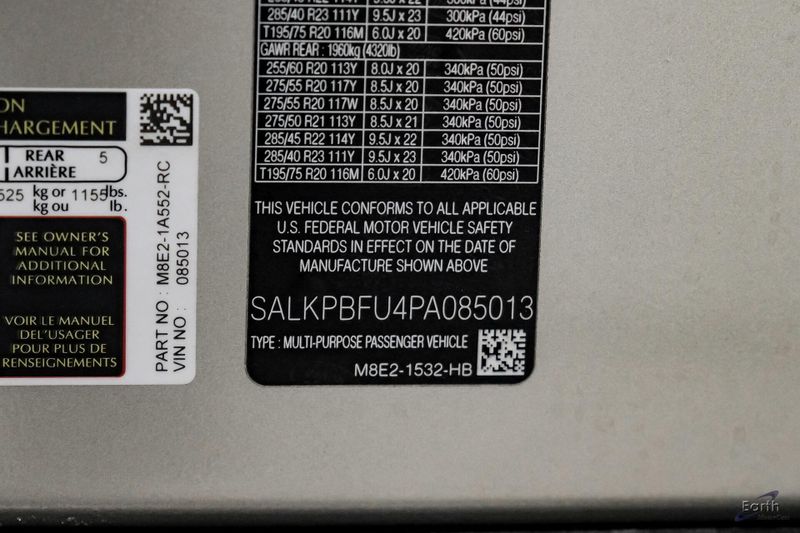 ON
HARGEMENT
REAR 5
ARRIÈRE
525 kg or 1155 lbs.
kg ou lb.
SEE OWNER'S
MANUAL FOR
ADDITIONAL
INFORMATION
VOIR LE MANUEL
DEL'USAGER
POUR PLUS DE
RENSEIGNEMENTS
PART NO : M8E2-1A552-RC
VIN NO : 085013
285/40 R23 111Y 9.5J x 23 300kPa (44psi)
T195/75 R20 116M 6.0J x 20 420kPa (60psi)
GAWR REAR : 1960kg (4320lb)
255/60 R20 113Y 8.0J x 20 340kPa (50psi)
275/55 R20 117Y 8.5J x 20 340kPa (50psi)
275/55 R20 117W 8.5J x 20 340kPa (50psi)
275/50 R21 113Y 8.5J x 21 340kPa (50psi)
285/45 R22 114Y 9.5J x 22 340kPa (50psi)
285/40 R23 111Y 9.5J x 23 340kPa (50psi)
T195/75 R20 116M 6.0J x 20 420kPa (60psi)
THIS VEHICLE CONFORMS TO ALL APPLICABLE
U.S. FEDERAL MOTOR VEHICLE SAFETY
STANDARDS IN EFFECT ON THE DATE OF
MANUFACTURE SHOWN ABOVE
SALKPBFU4PA085013
TYPE : MULTI-PURPOSE PASSENGER VEHICLE
M8E2-1532-HB
Earth